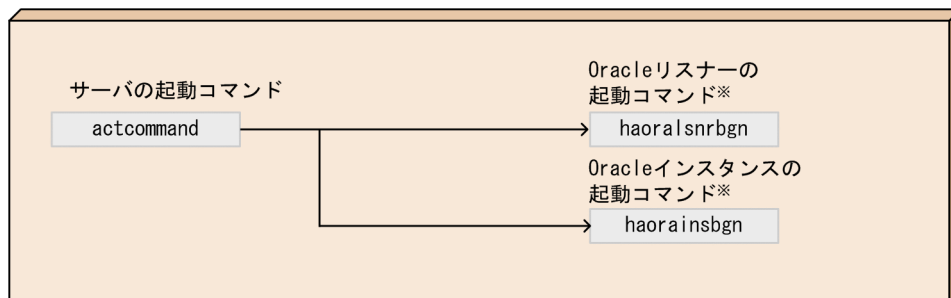 サーバの起動コマンド
actcommand
Oracleリスナーの
起動コマンド※
haoralsnrbgn
Oracleインスタンスの
起動コマンド※
haorainsbgn